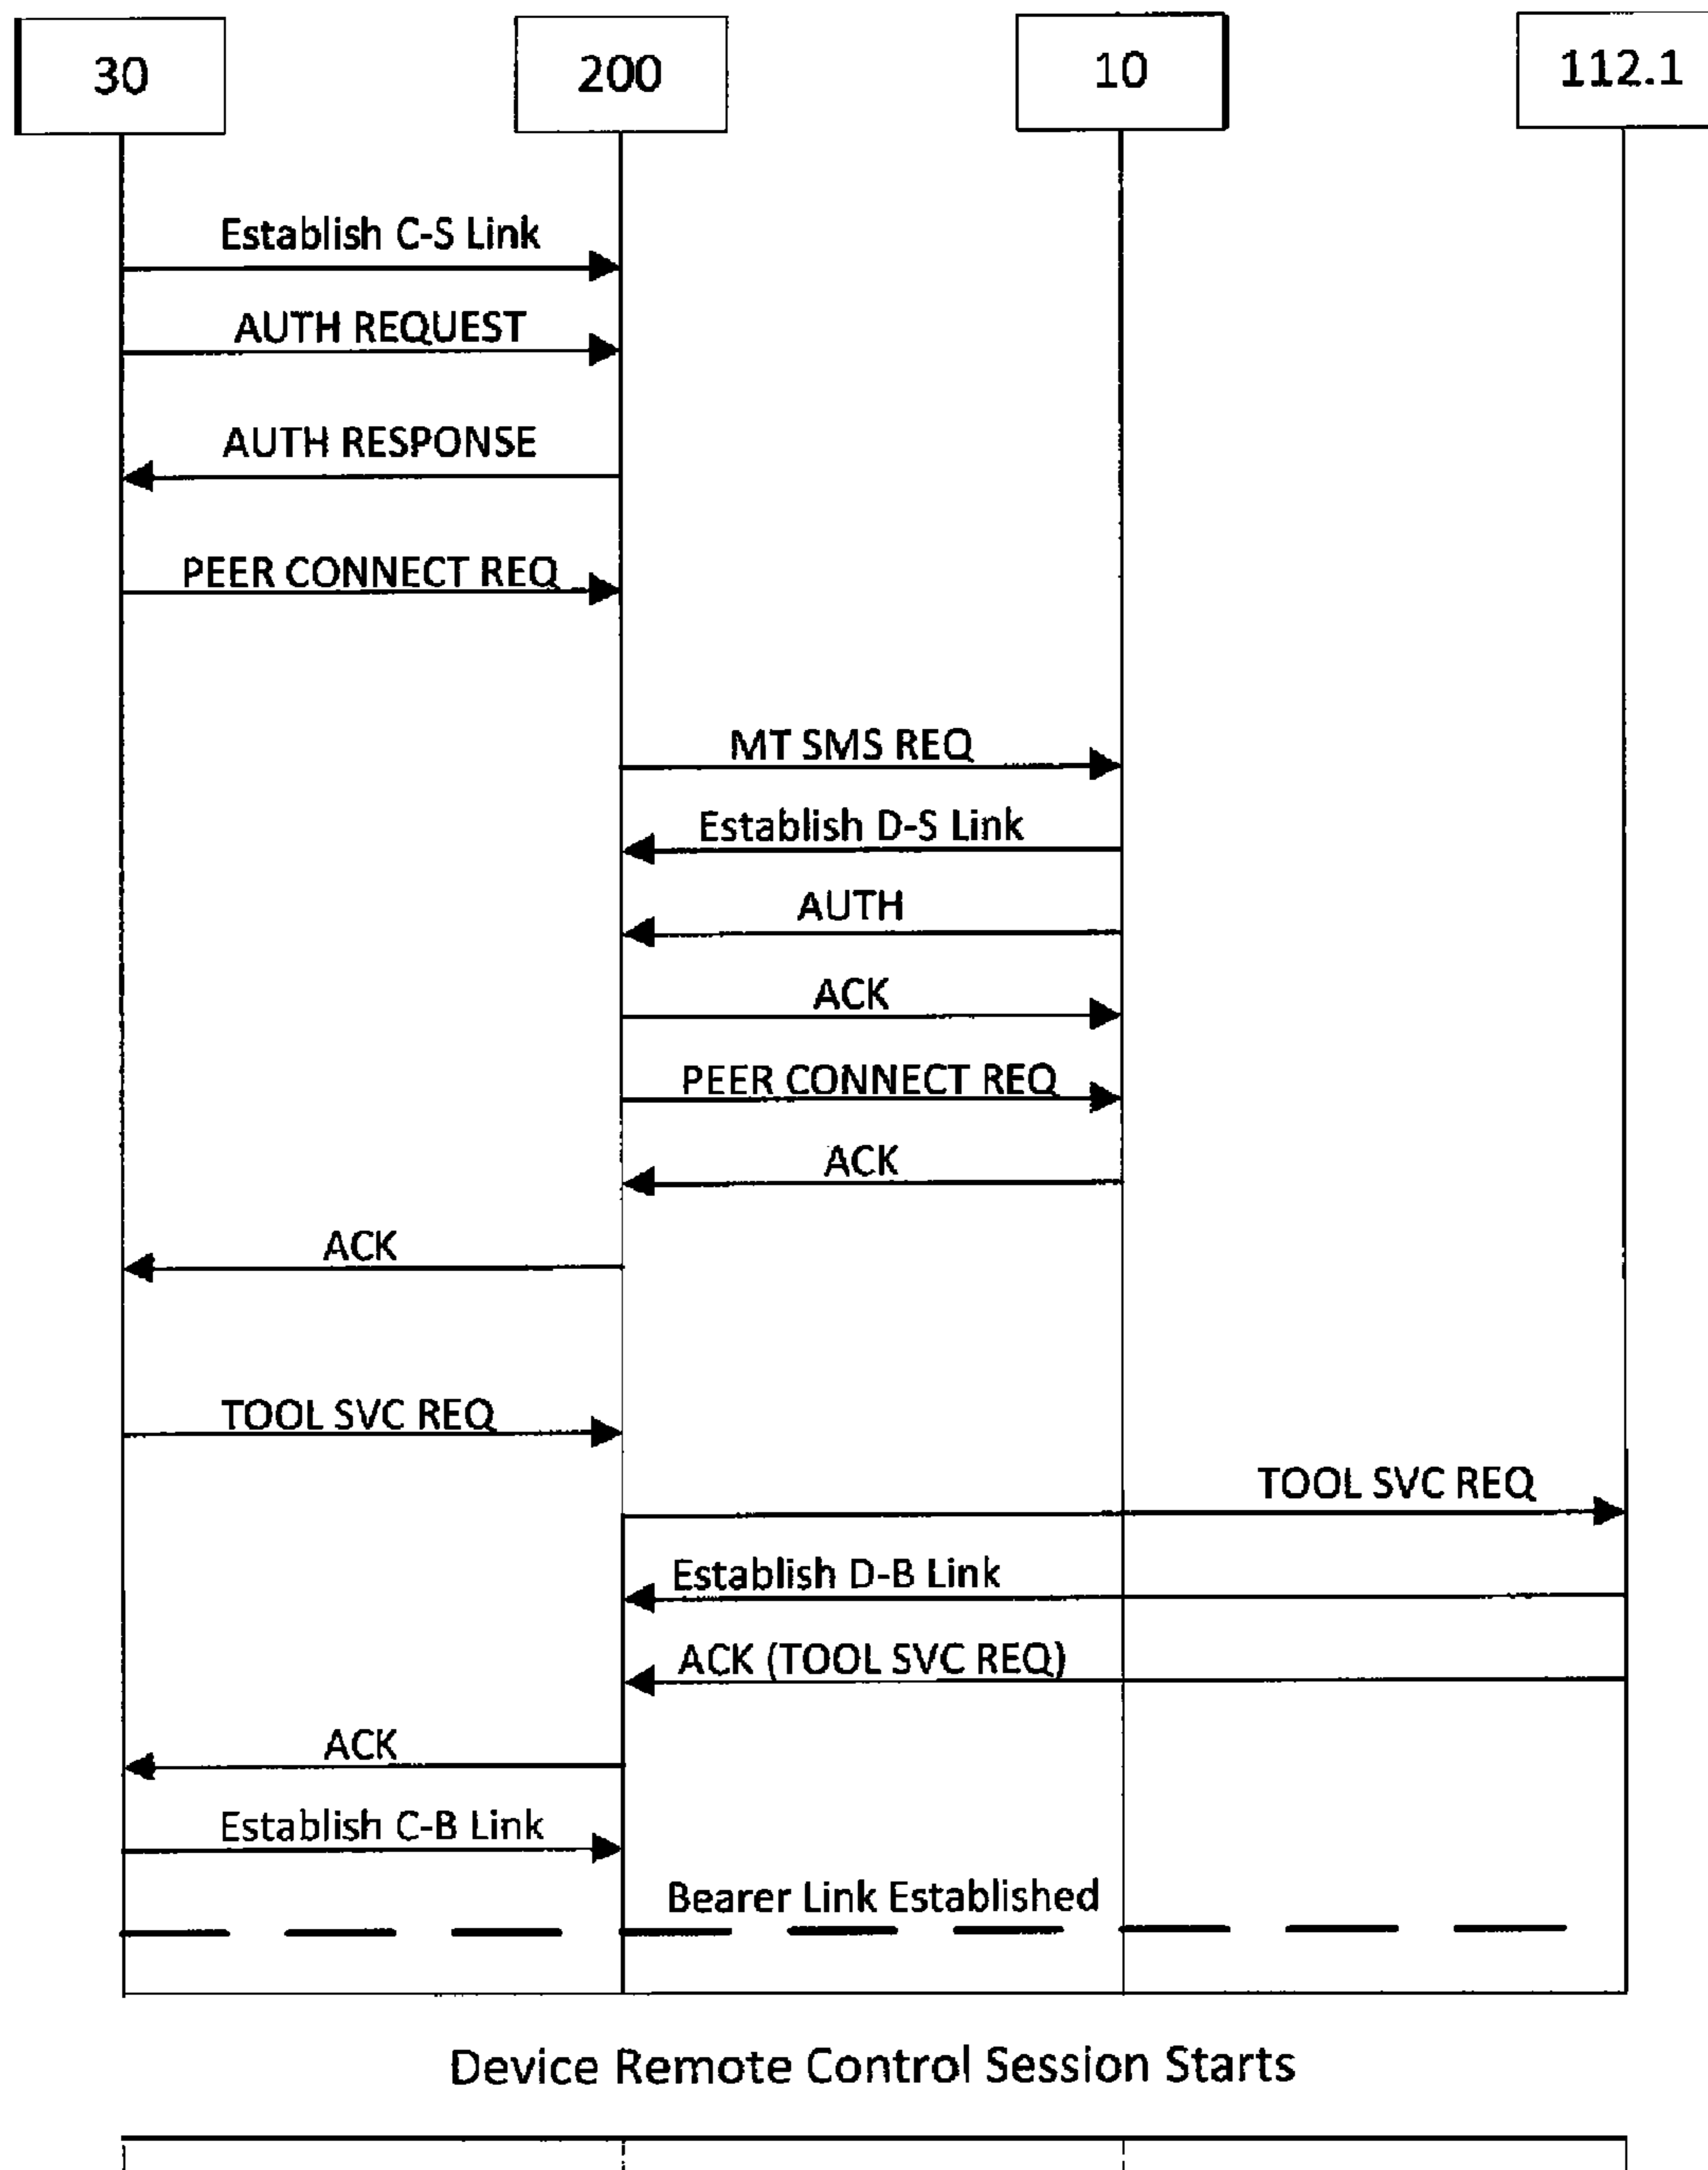 30
200
10
112.1
Establish C-S Link
AUTH REQUEST
AUTH RESPONSE
PEER CONNECT REQ
MT SMS REQ
Establish D-S Link
AUTH
ACK
PEER CONNECT REQ
ACK
ACK
TOOL SVC REQ
TOOL SVC REQ
Establish D-B Link
ACK (TOOL SVC REQ)
ACK
Establish C-B Link
Bearer Link Established
Device Remote Control Session Starts